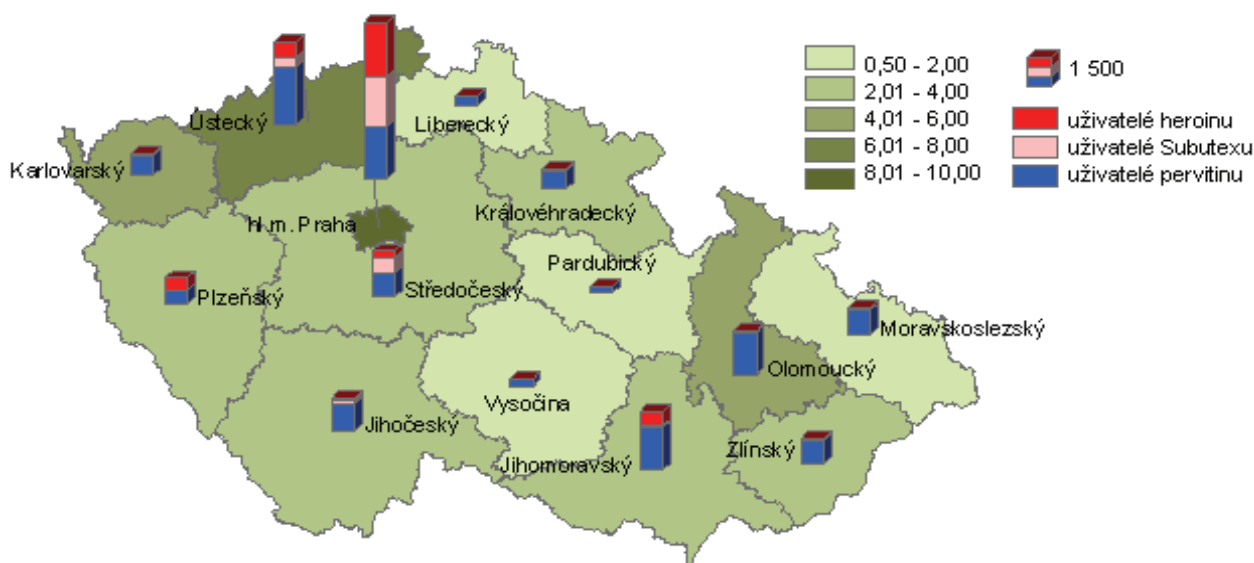 0,50 - 2,00
2,01 - 4,00
4,01 - 6,00
6,01 - 8,00
8,01 - 10,00
1 500
uživatelé heroinu
uživatelé Subutexu
uživatelé pervitinu
Ústecký
Liberecký
Karlovarský
Královéhradecký
hl.m. Praha
Pardubický
Plzeňský
Středočeský
Moravskoslezský
Olomoucký
Vysočina
Jihočeský
Zlínský
Jihomoravský